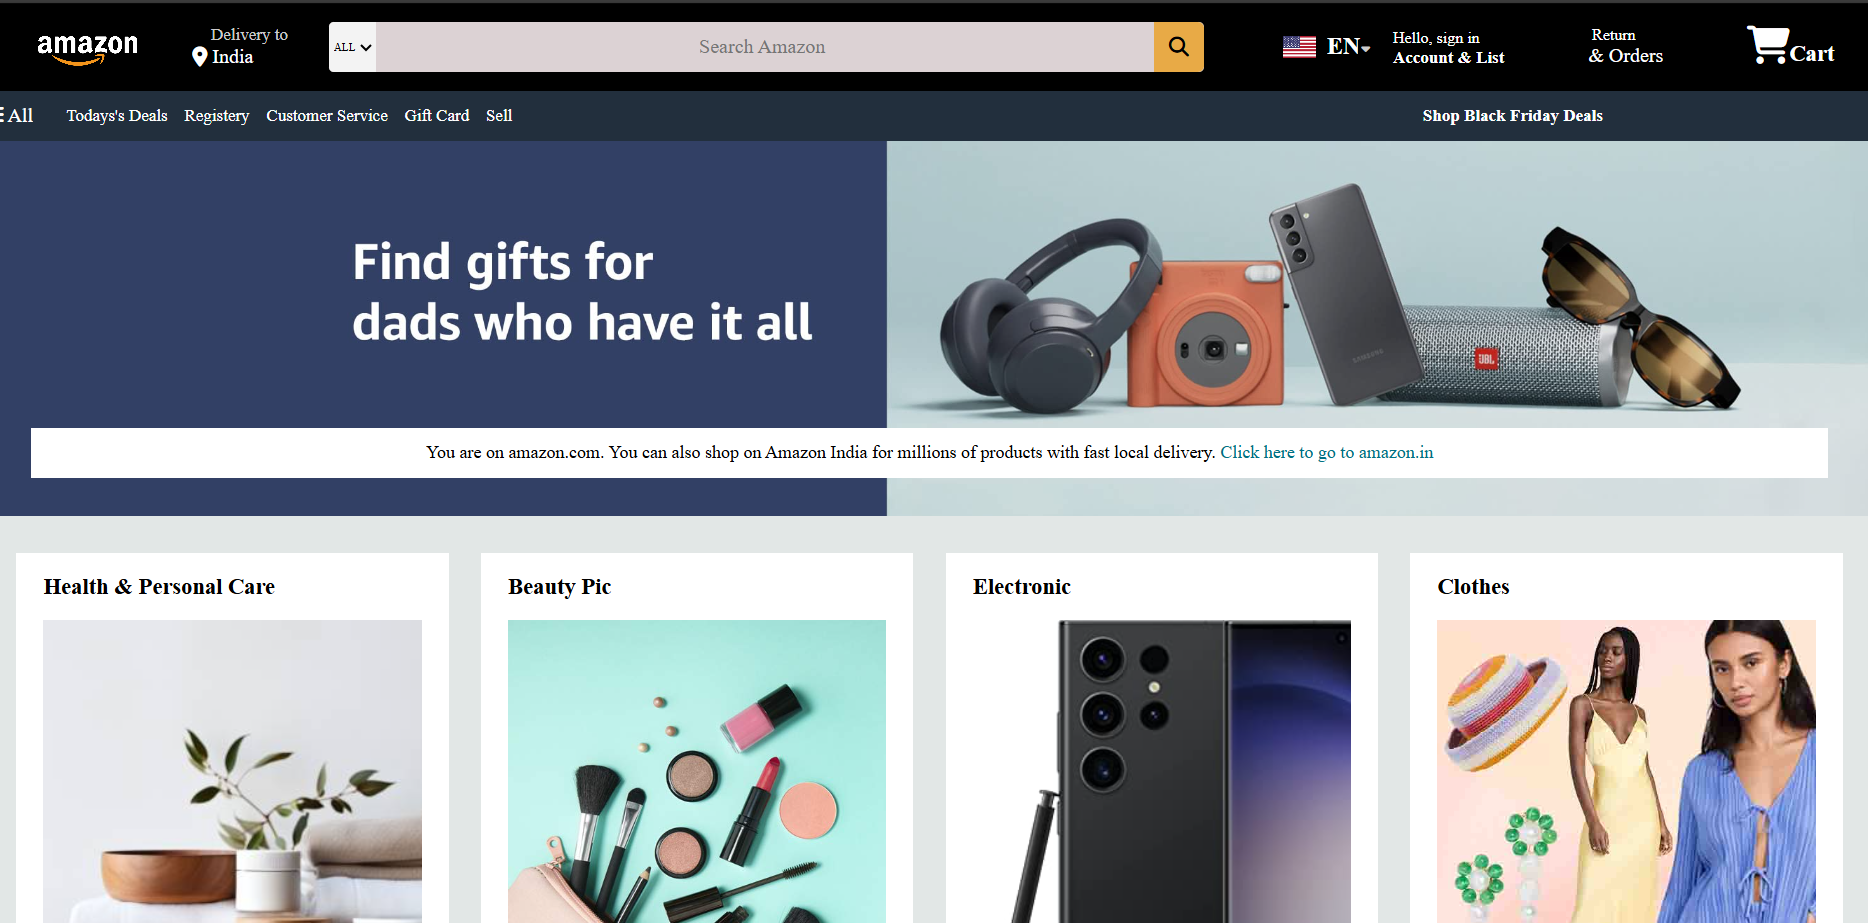 amazon
Delivery to
India
ALL
Search Amazon
EN
Hello, sign in
Account & List
Return
& Orders
Cart
All
Todays's Deals
Registery
Customer Service
Gift Card
Sell
Shop Black Friday Deals
Find gifts for
dads who have it all
SAMSUNG
JBL
You are on amazon.com. You can also shop on Amazon India for millions of products with fast local delivery. Click here to go to amazon.in
Health & Personal Care
Beauty Pic
Electronic
Clothes